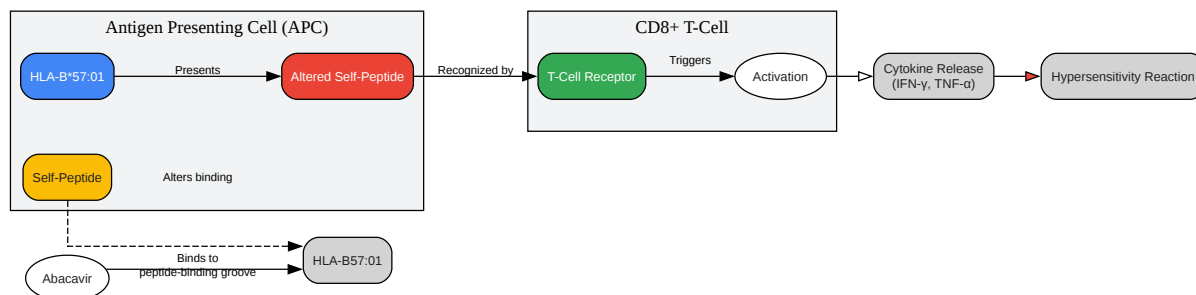 Antigen Presenting Cell (APC)
CD8+ T-Cell
HLA-B*57:01
Presents
Altered Self-Peptide
Recognized by
T-Cell Receptor
Triggers
Activation
Cytokine Release
(IFN-γ, TNF-α)
Hypersensitivity Reaction
Self-Peptide
Alters binding
Abacavir
Binds to
peptide-binding groove
HLA-B57:01